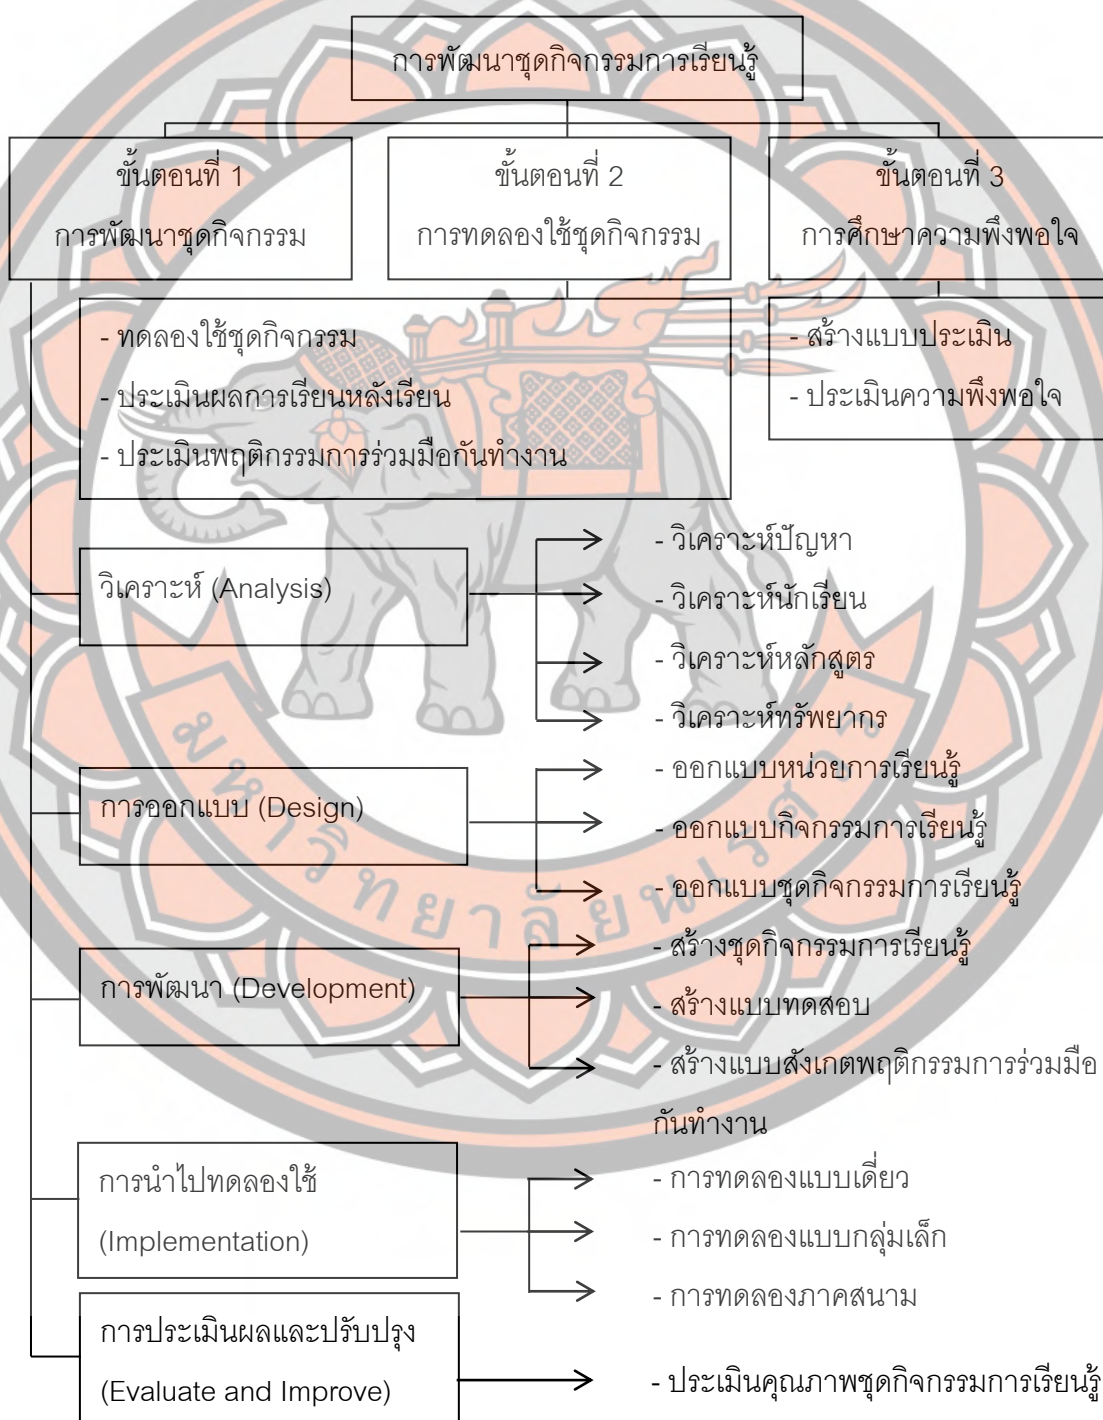 การพัฒนาชุดกิจกรรมการเรียนรู้
ขั้นตอนที่ 1
การพัฒนาชุดกิจกรรม
ขั้นตอนที่ 2
การทดลองใช้ชุดกิจกรรม
ขั้นตอนที่ 3
การศึกษาความพึงพอใจ
- ทดลองใช้ชุดกิจกรรม
- ประเมินผลการเรียนหลังเรียน
- ประเมินพฤติกรรมการร่วมมือกันทำงาน
- สร้างแบบประเมิน
- ประเมินความพึงพอใจ
วิเคราะห์ (Analysis)
- วิเคราะห์ปัญหา
- วิเคราะห์นักเรียน
- วิเคราะห์หลักสูตร
- วิเคราะห์ทรัพยากร
การออกแบบ (Design)
- ออกแบบหน่วยการเรียนรู้
- ออกแบบกิจกรรมการเรียนรู้
- ออกแบบชุดกิจกรรมการเรียนรู้
การพัฒนา (Development)
- สร้างชุดกิจกรรมการเรียนรู้
- สร้างแบบทดสอบ
- สร้างแบบสังเกตพฤติกรรมการร่วมมือ
กันทำงาน
การนำไปทดลองใช้
(Implementation)
- การทดลองแบบเดี่ยว
- การทดลองแบบกลุ่มเล็ก
- การทดลองภาคสนาม
การประเมินผลและปรับปรุง
(Evaluate and Improve)
- ประเมินคุณภาพชุดกิจกรรมการเรียนรู้
มหาวิทยาลัยนเรศวร